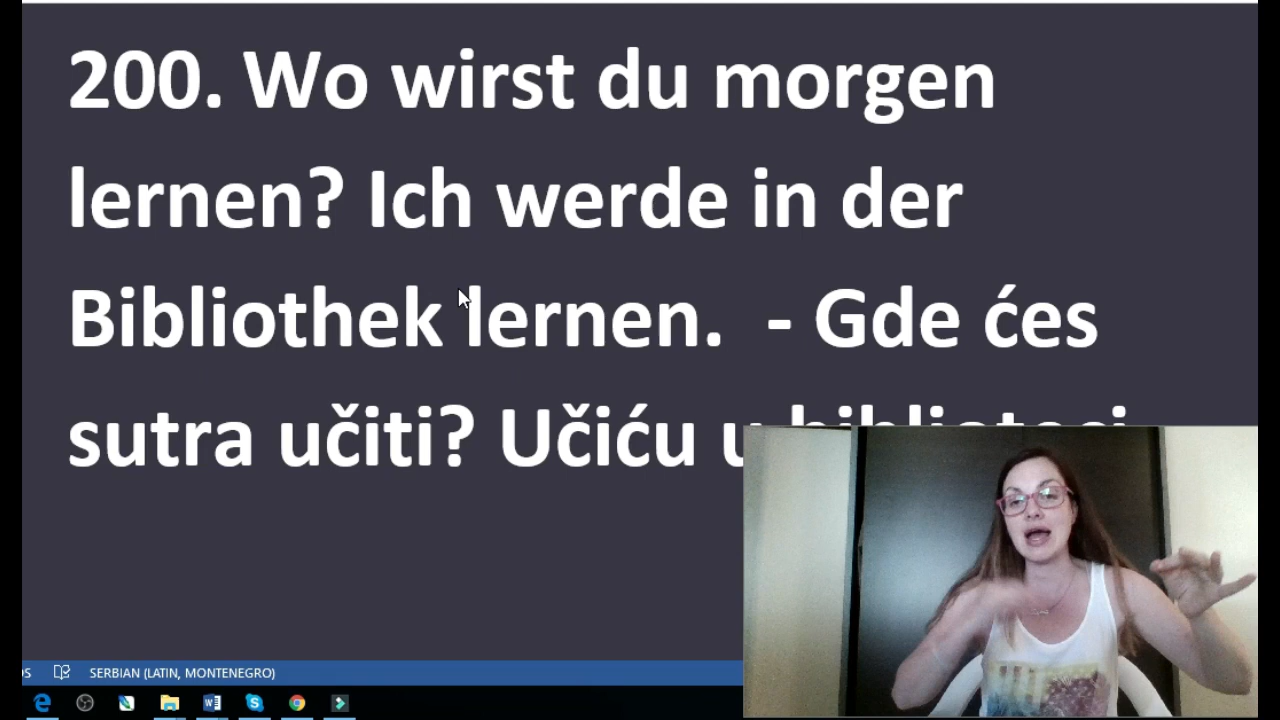 200. Wo wirst du morgen
lernen? Ich werde in der
Bibliothek lernen. - Gde ćes
sutra učiti? Učiću u
SERBIAN (LATIN, MONTENEGRO)